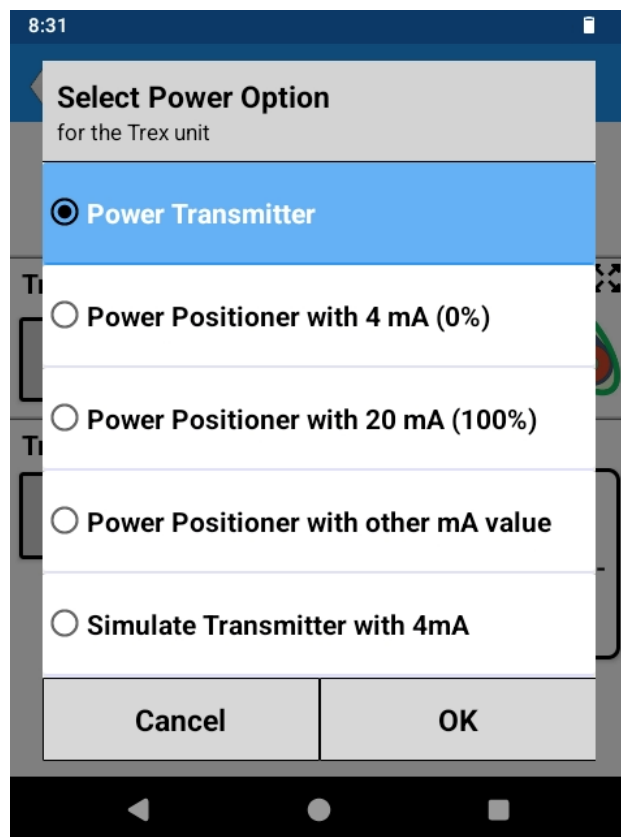 8:31
Select Power Option
for the Trex unit
Power Transmitter
Power Positioner with 4 mA (0%)
Power Positioner with 20 mA (100%)
Power Positioner with other mA value
Simulate Transmitter with 4mA
Cancel
OK